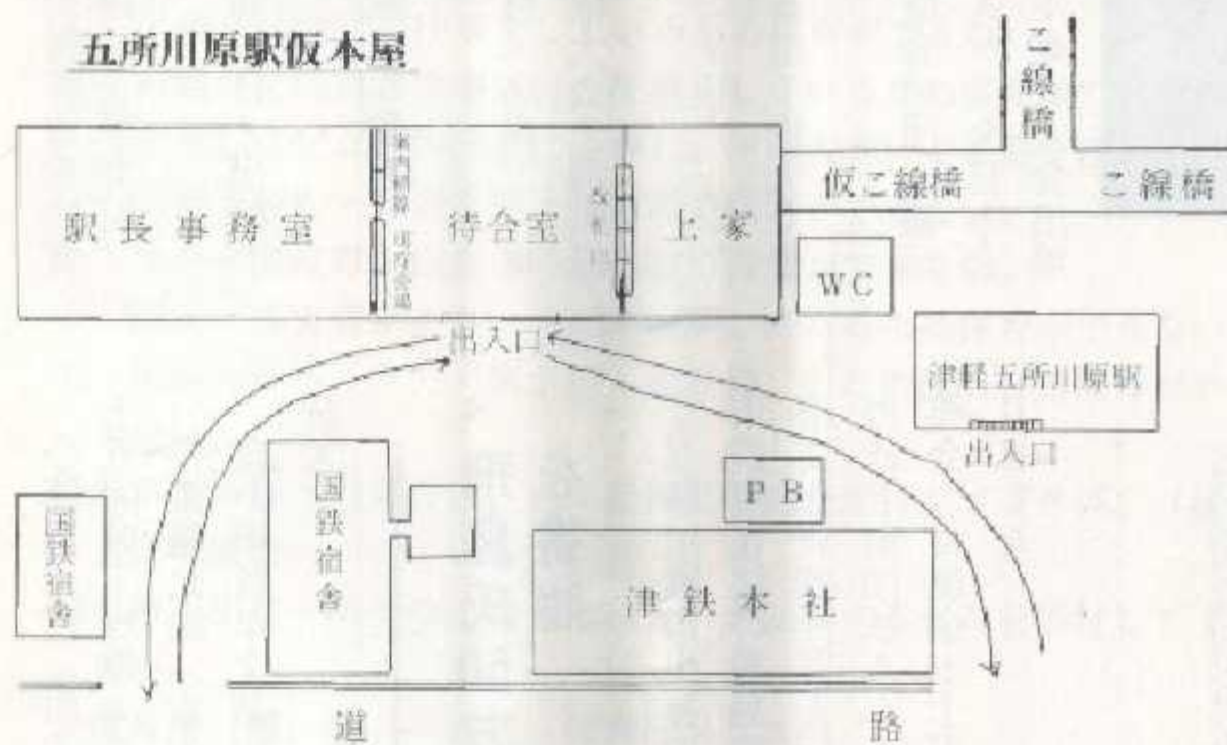 五所川原駅仮本屋
こ線橋
仮こ線橋
こ線橋
駅長事務室
待合室
改札口
上家
WC
出入口
津軽五所川原駅
出入口
国鉄宿舎
国鉄宿舎
PB
津鉄本社
道路